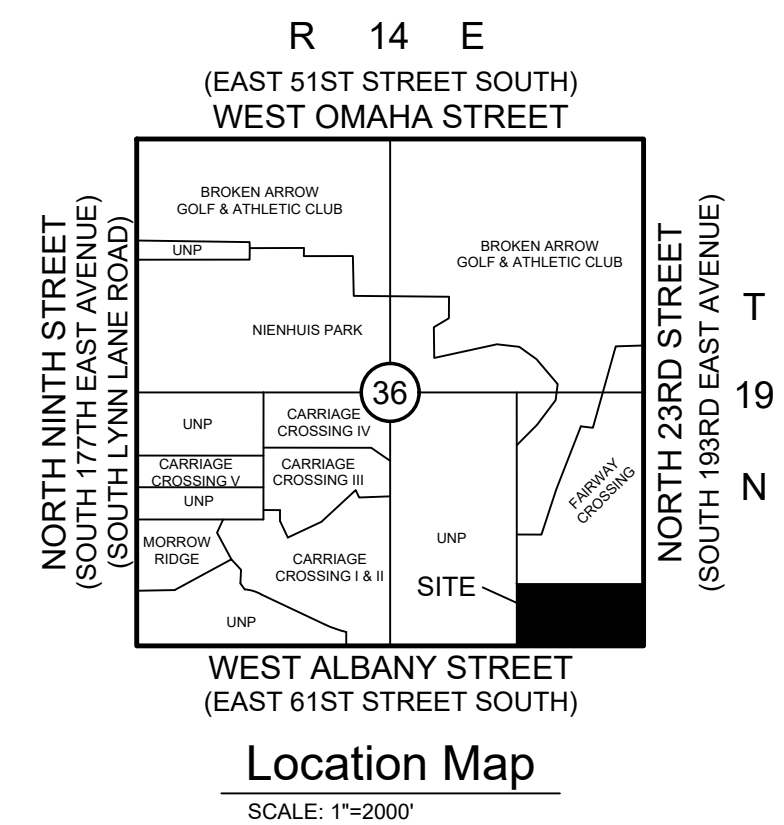 R 14 E
(EAST 51ST STREET SOUTH)
WEST OMAHA STREET
NORTH NINTH STREET
(SOUTH 177TH EAST AVENUE)
(SOUTH LYNN LANE ROAD)
BROKEN ARROW
GOLF & ATHLETIC CLUB
UNP
BROKEN ARROW
GOLF & ATHLETIC CLUB
NIENHUIS PARK
36
UNP
CARRIAGE
CROSSING IV
CARRIAGE
CROSSING V
CARRIAGE
CROSSING III
UNP
MORROW
RIDGE
CARRIAGE
CROSSING I & II
UNP
UNP
FAIRWAY
CROSSING
SITE
NORTH 23RD STREET
(SOUTH 193RD EAST AVENUE)
T
19
N
WEST ALBANY STREET
(EAST 61ST STREET SOUTH)
Location Map
SCALE: 1"=2000'